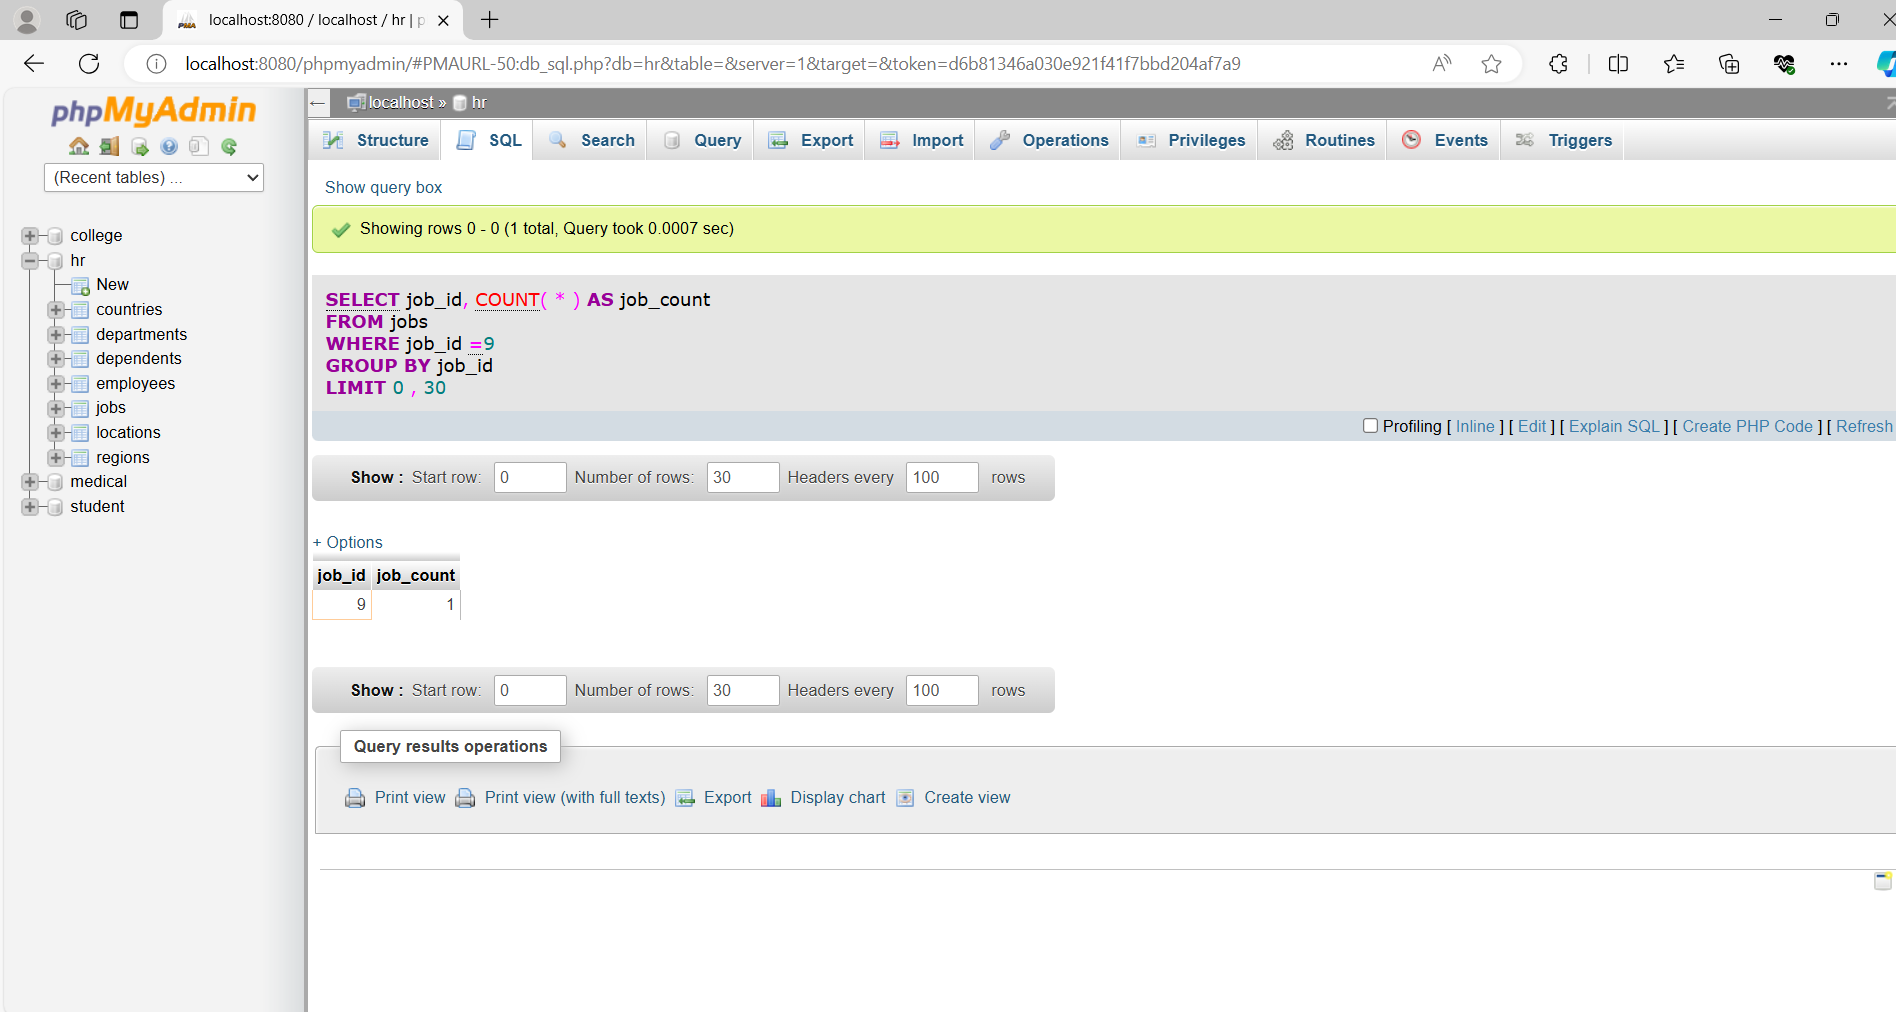 localhost:8080 / localhost / hr | p
localhost:8080/phpmyadmin/#PMAURL-50:db_sql.php?db=hr&table=&server=1&target=&token=d6b81346a030e921f41f7bbd204af7a9
phpMyAdmin
(Recent tables) ...
college
hr
New
countries
departments
dependents
employees
jobs
locations
regions
medical
student
localhost » hr
Structure SQL Search Query Export Import Operations Privileges Routines Events Triggers
Show query box
Showing rows 0 - 0 (1 total, Query took 0.0007 sec)
SELECT job_id, COUNT( * ) AS job_count
FROM jobs
WHERE job_id =9
GROUP BY job_id
LIMIT 0 , 30
Profiling [ Inline ] [ Edit ] [ Explain SQL ] [ Create PHP Code ] [ Refresh
Show : Start row: 0 Number of rows: 30 Headers every 100 rows
+ Options
job_id job_count
9 1
Show : Start row: 0 Number of rows: 30 Headers every 100 rows
Query results operations
Print view Print view (with full texts) Export Display chart Create view